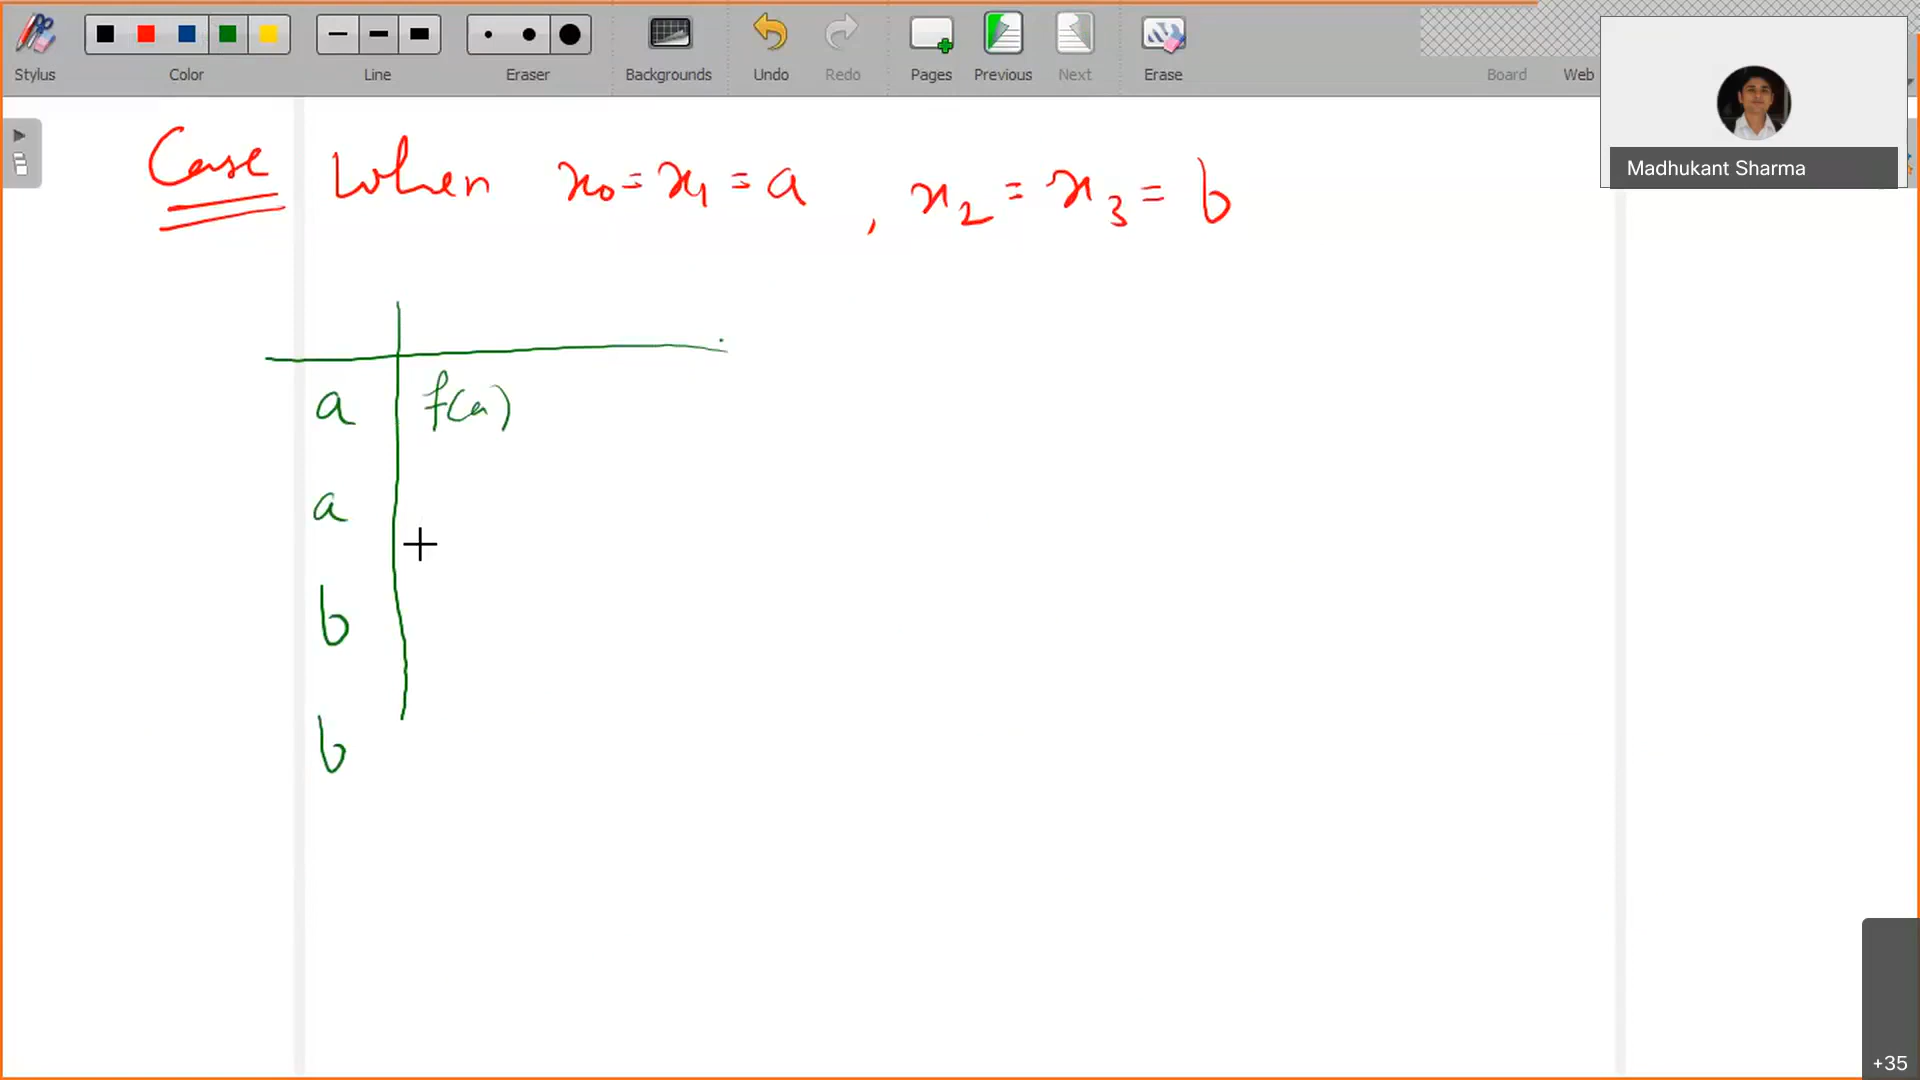 Stylus Color Line Eraser Backgrounds Undo Redo Pages Previous Next Erase Board Web
Madhukant Sharma
Case When x₀ = x₁ = a , x₂ = x₃ = b
a f(a)
a
b
b
+35